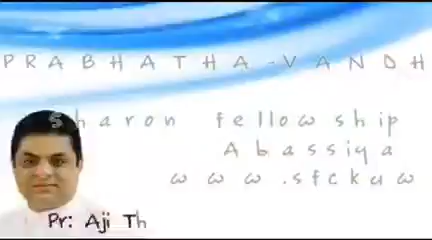 PRABHATHA-VANDH
Sharon fellowship
Abassiya
www.sfckuw
Pr: Aji Th